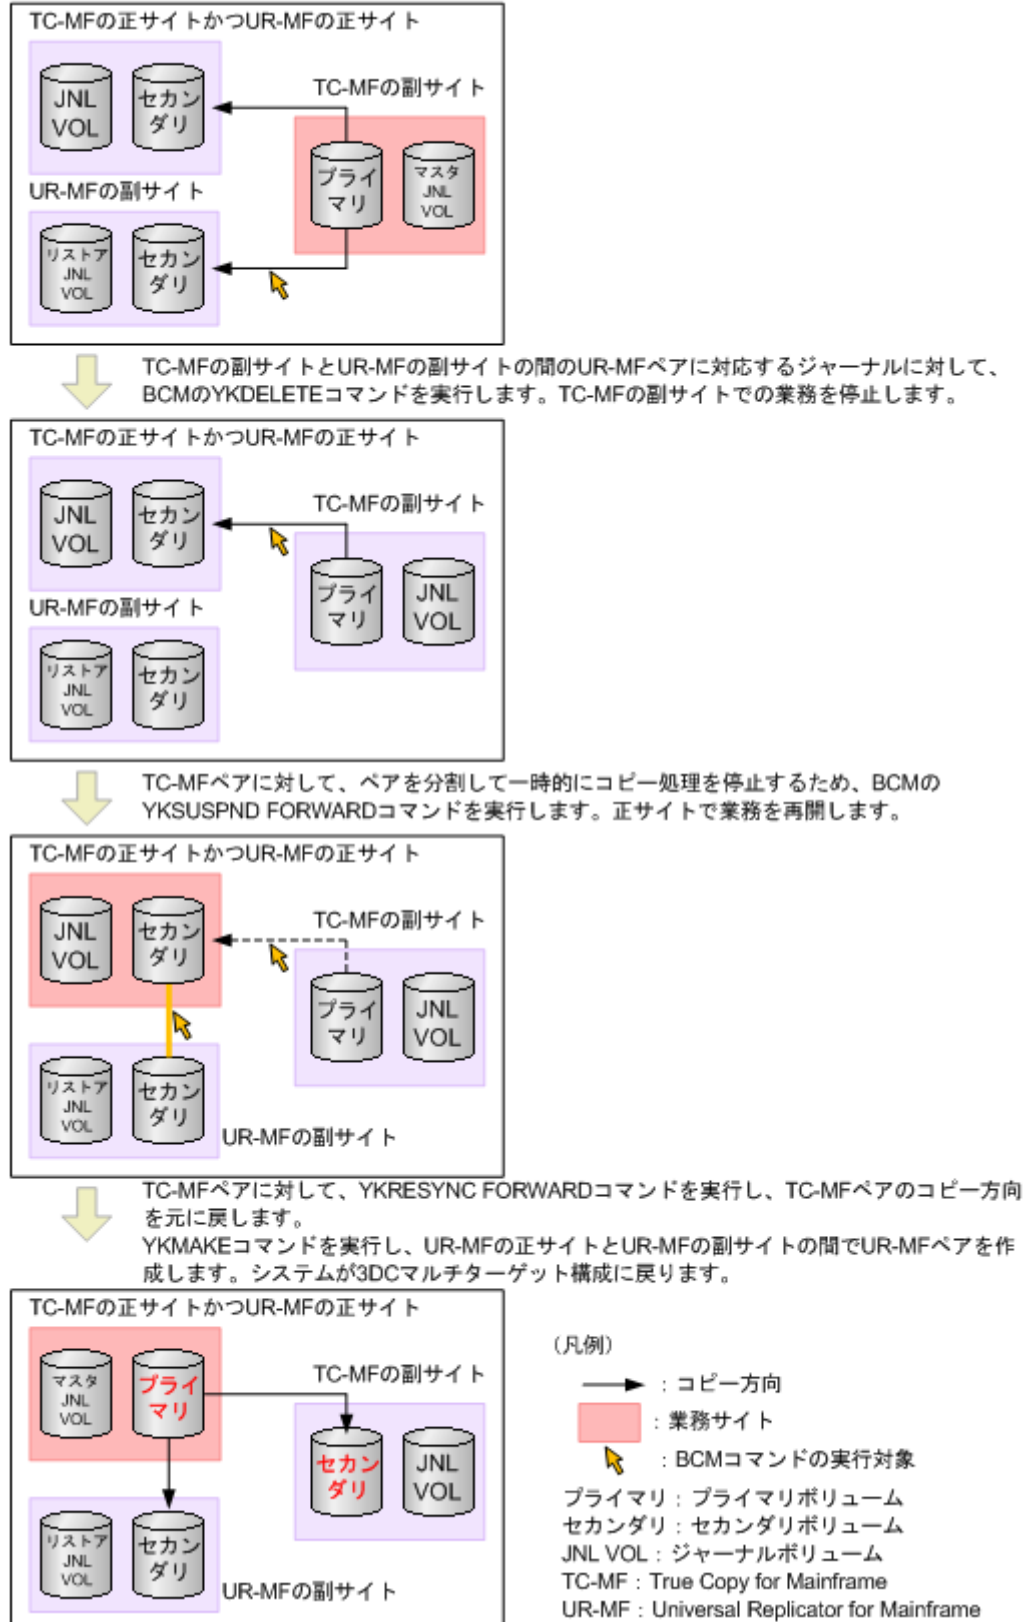 TC-MFの正サイトかつUR-MFの正サイト
JNL
VOL
セカン
ダリ
TC-MFの副サイト
プライ
マリ
マスタ
JNL
VOL
UR-MFの副サイト
リストア
JNL
VOL
セカン
ダリ
TC-MFの副サイトとUR-MFの副サイトの間のUR-MFペアに対応するジャーナルに対して、
BCMのYKDELETEコマンドを実行します。TC-MFの副サイトでの業務を停止します。
TC-MFの正サイトかつUR-MFの正サイト
JNL
VOL
セカン
ダリ
TC-MFの副サイト
プライ
マリ
JNL
VOL
UR-MFの副サイト
リストア
JNL
VOL
セカン
ダリ
TC-MFペアに対して、ペアを分割して一時的にコピー処理を停止するため、BCMの
YKSUSPND FORWARDコマンドを実行します。正サイトで業務を再開します。
TC-MFの正サイトかつUR-MFの正サイト
JNL
VOL
セカン
ダリ
TC-MFの副サイト
プライ
マリ
JNL
VOL
リストア
JNL
VOL
セカン
ダリ
UR-MFの副サイト
TC-MFペアに対して、YKRESYNC FORWARDコマンドを実行し、TC-MFペアのコピー方向
を元に戻します。
YKMAKEコマンドを実行し、UR-MFの正サイトとUR-MFの副サイトの間でUR-MFペアを作
成します。システムが3DCマルチターゲット構成に戻ります。
TC-MFの正サイトかつUR-MFの正サイト
マスタ
JNL
VOL
プライ
マリ
TC-MFの副サイト
セカン
ダリ
JNL
VOL
リストア
JNL
VOL
セカン
ダリ
UR-MFの副サイト
（凡例）
：コピー方向
：業務サイト
：BCMコマンドの実行対象
プライマリ：プライマリボリューム
セカンダリ：セカンダリボリューム
JNL VOL：ジャーナルボリューム
TC-MF：True Copy for Mainframe
UR-MF：Universal Replicator for Mainframe